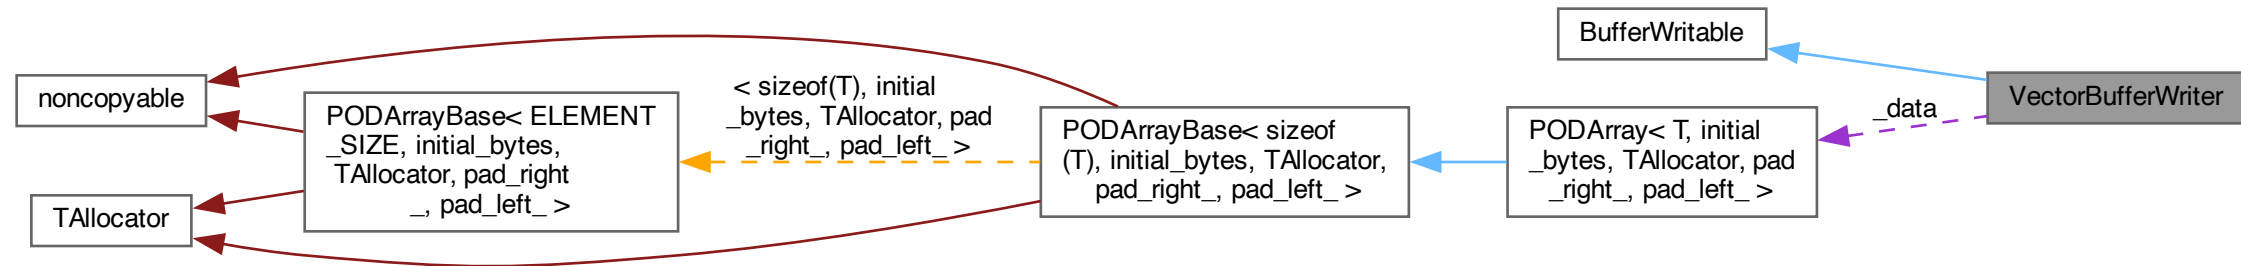 noncopyable
TAllocator
PODArrayBase< ELEMENT
_SIZE, initial_bytes,
TAllocator, pad_right
_, pad_left_ >
< sizeof(T), initial
_bytes, TAllocator, pad
_right_, pad_left_ >
PODArrayBase< sizeof
(T), initial_bytes, TAllocator,
pad_right_, pad_left_ >
BufferWritable
PODArray< T, initial
_bytes, TAllocator, pad
_right_, pad_left_ >
_data
VectorBufferWriter